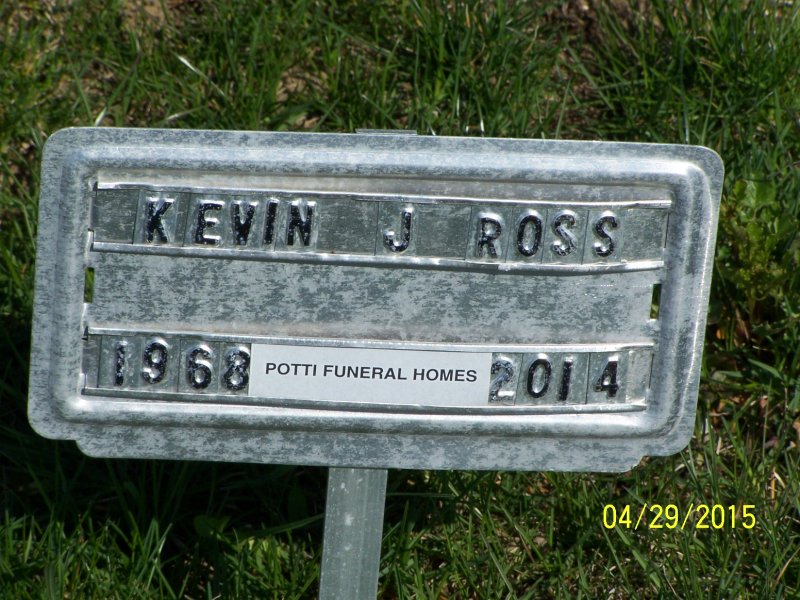 KEVIN J ROSS
1968 POTTI FUNERAL HOMES 2014
04/29/2015